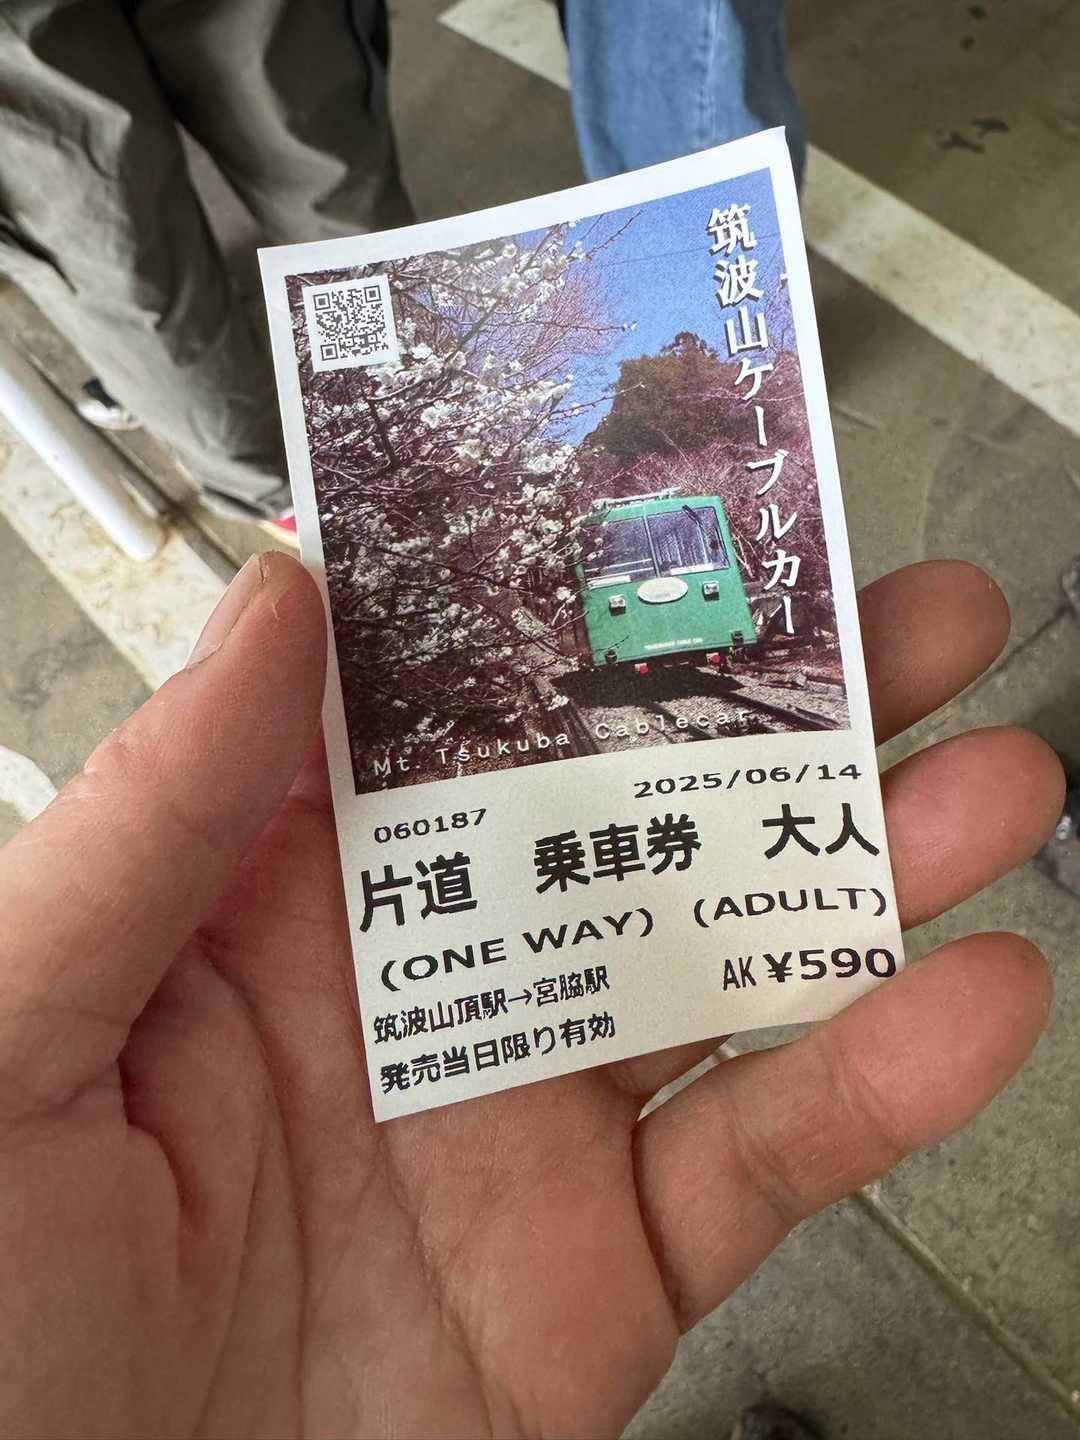 筑波山ケーブルカー
Mt. Tsukuba Cablecar
2025/06/14
060187
片道 乗車券 大人
(ONE WAY) (ADULT)
筑波山頂駅→宮脇駅 AK ¥590
発売当日限り有効